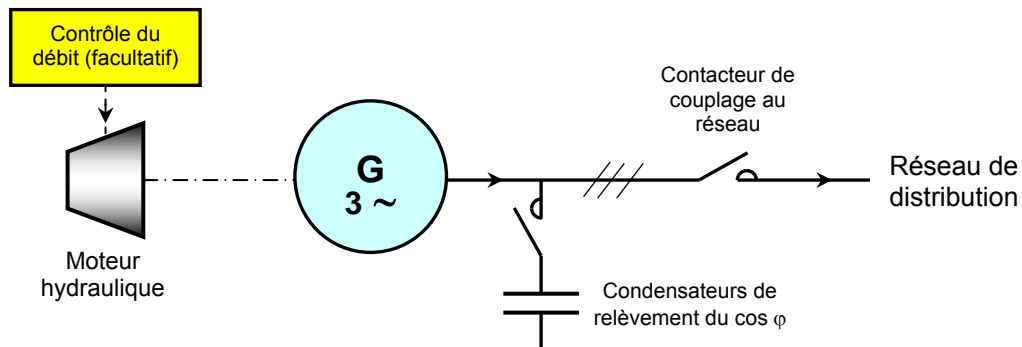 Contrôle du
débit (facultatif)
Contacteur de
couplage au
réseau
G
3 ~
Réseau de
distribution
Moteur
hydraulique
Condensateurs de
relèvement du cos φ